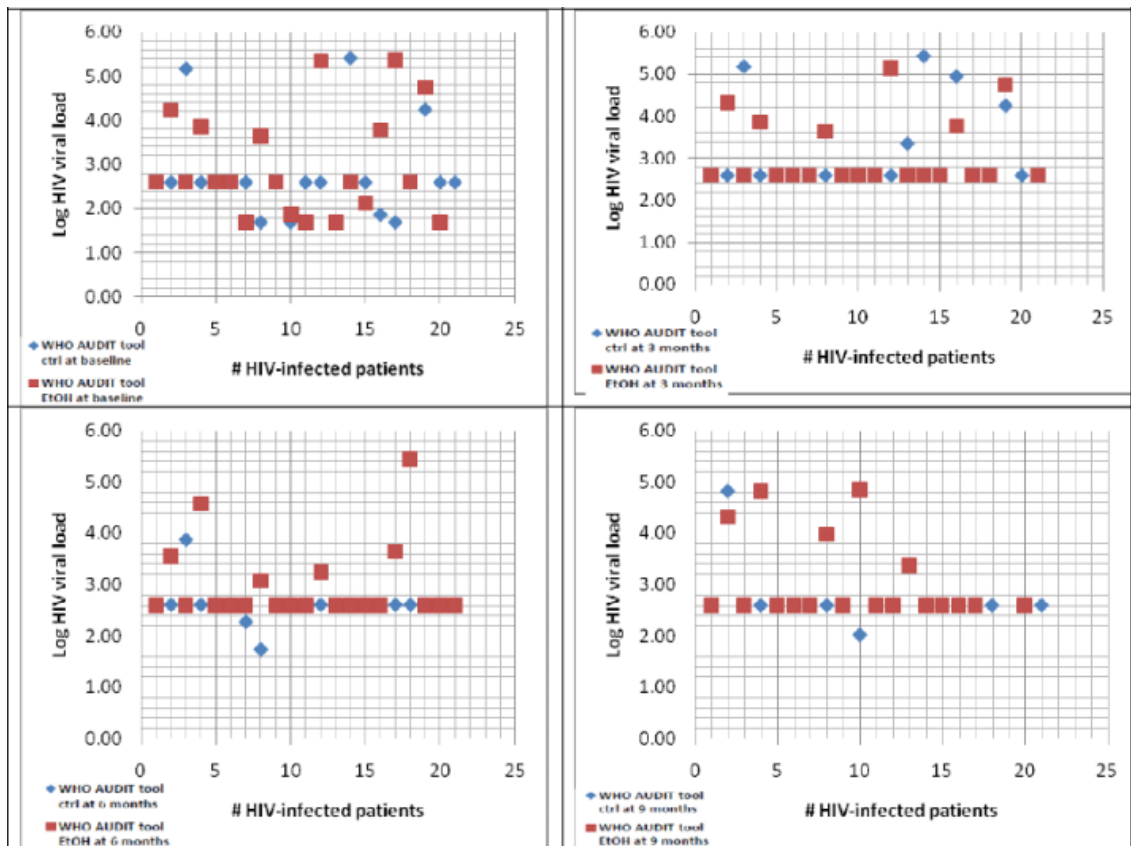 6.00
5.00
4.00
3.00
2.00
1.00
0.00
Log HIV viral load
0 5 10 15 20 25
# HIV-infected patients
WHO AUDIT tool
ctrl at baseline
WHO AUDIT tool
EtOH at baseline
6.00
5.00
4.00
3.00
2.00
1.00
0.00
Log HIV viral load
0 5 10 15 20 25
# HIV-infected patients
WHO AUDIT tool
ctrl at 3 months
WHO AUDIT tool
EtOH at 3 months
6.00
5.00
4.00
3.00
2.00
1.00
0.00
Log HIV viral load
0 5 10 15 20 25
# HIV-infected patients
WHO AUDIT tool
ctrl at 6 months
WHO AUDIT tool
EtOH at 6 months
6.00
5.00
4.00
3.00
2.00
1.00
0.00
Log HIV viral load
0 5 10 15 20 25
# HIV-infected patients
WHO AUDIT tool
ctrl at 9 months
WHO AUDIT tool
EtOH at 9 months